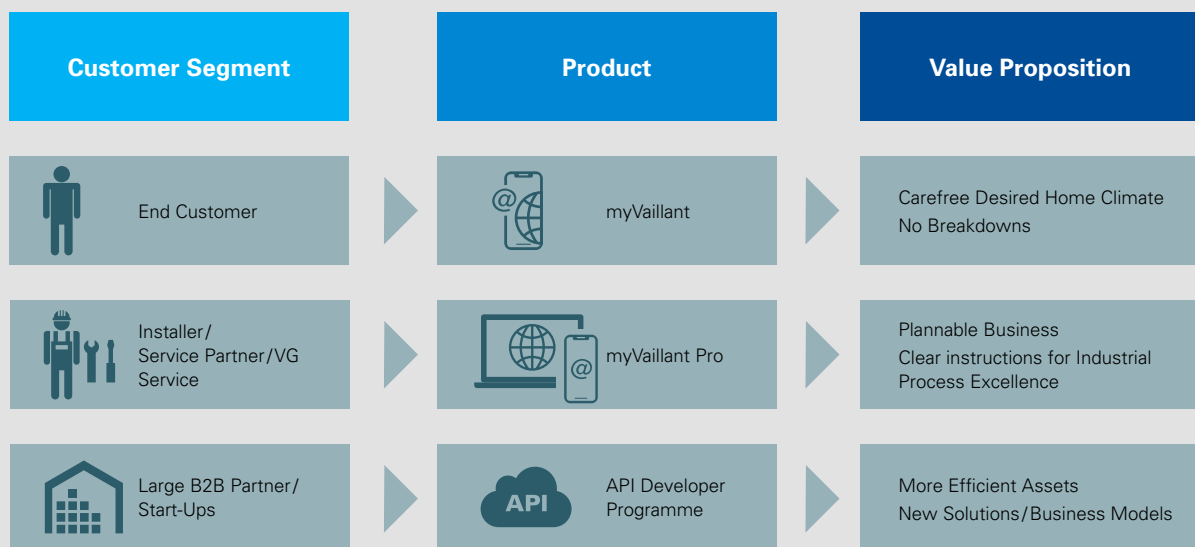 Customer Segment
Product
Value Proposition
End Customer
@
myVaillant
Carefree Desired Home Climate
No Breakdowns
Installer/
Service Partner/VG
Service
@
myVaillant Pro
Plannable Business
Clear instructions for Industrial
Process Excellence
Large B2B Partner/
Start-Ups
API
API Developer
Programme
More Efficient Assets
New Solutions/Business Models